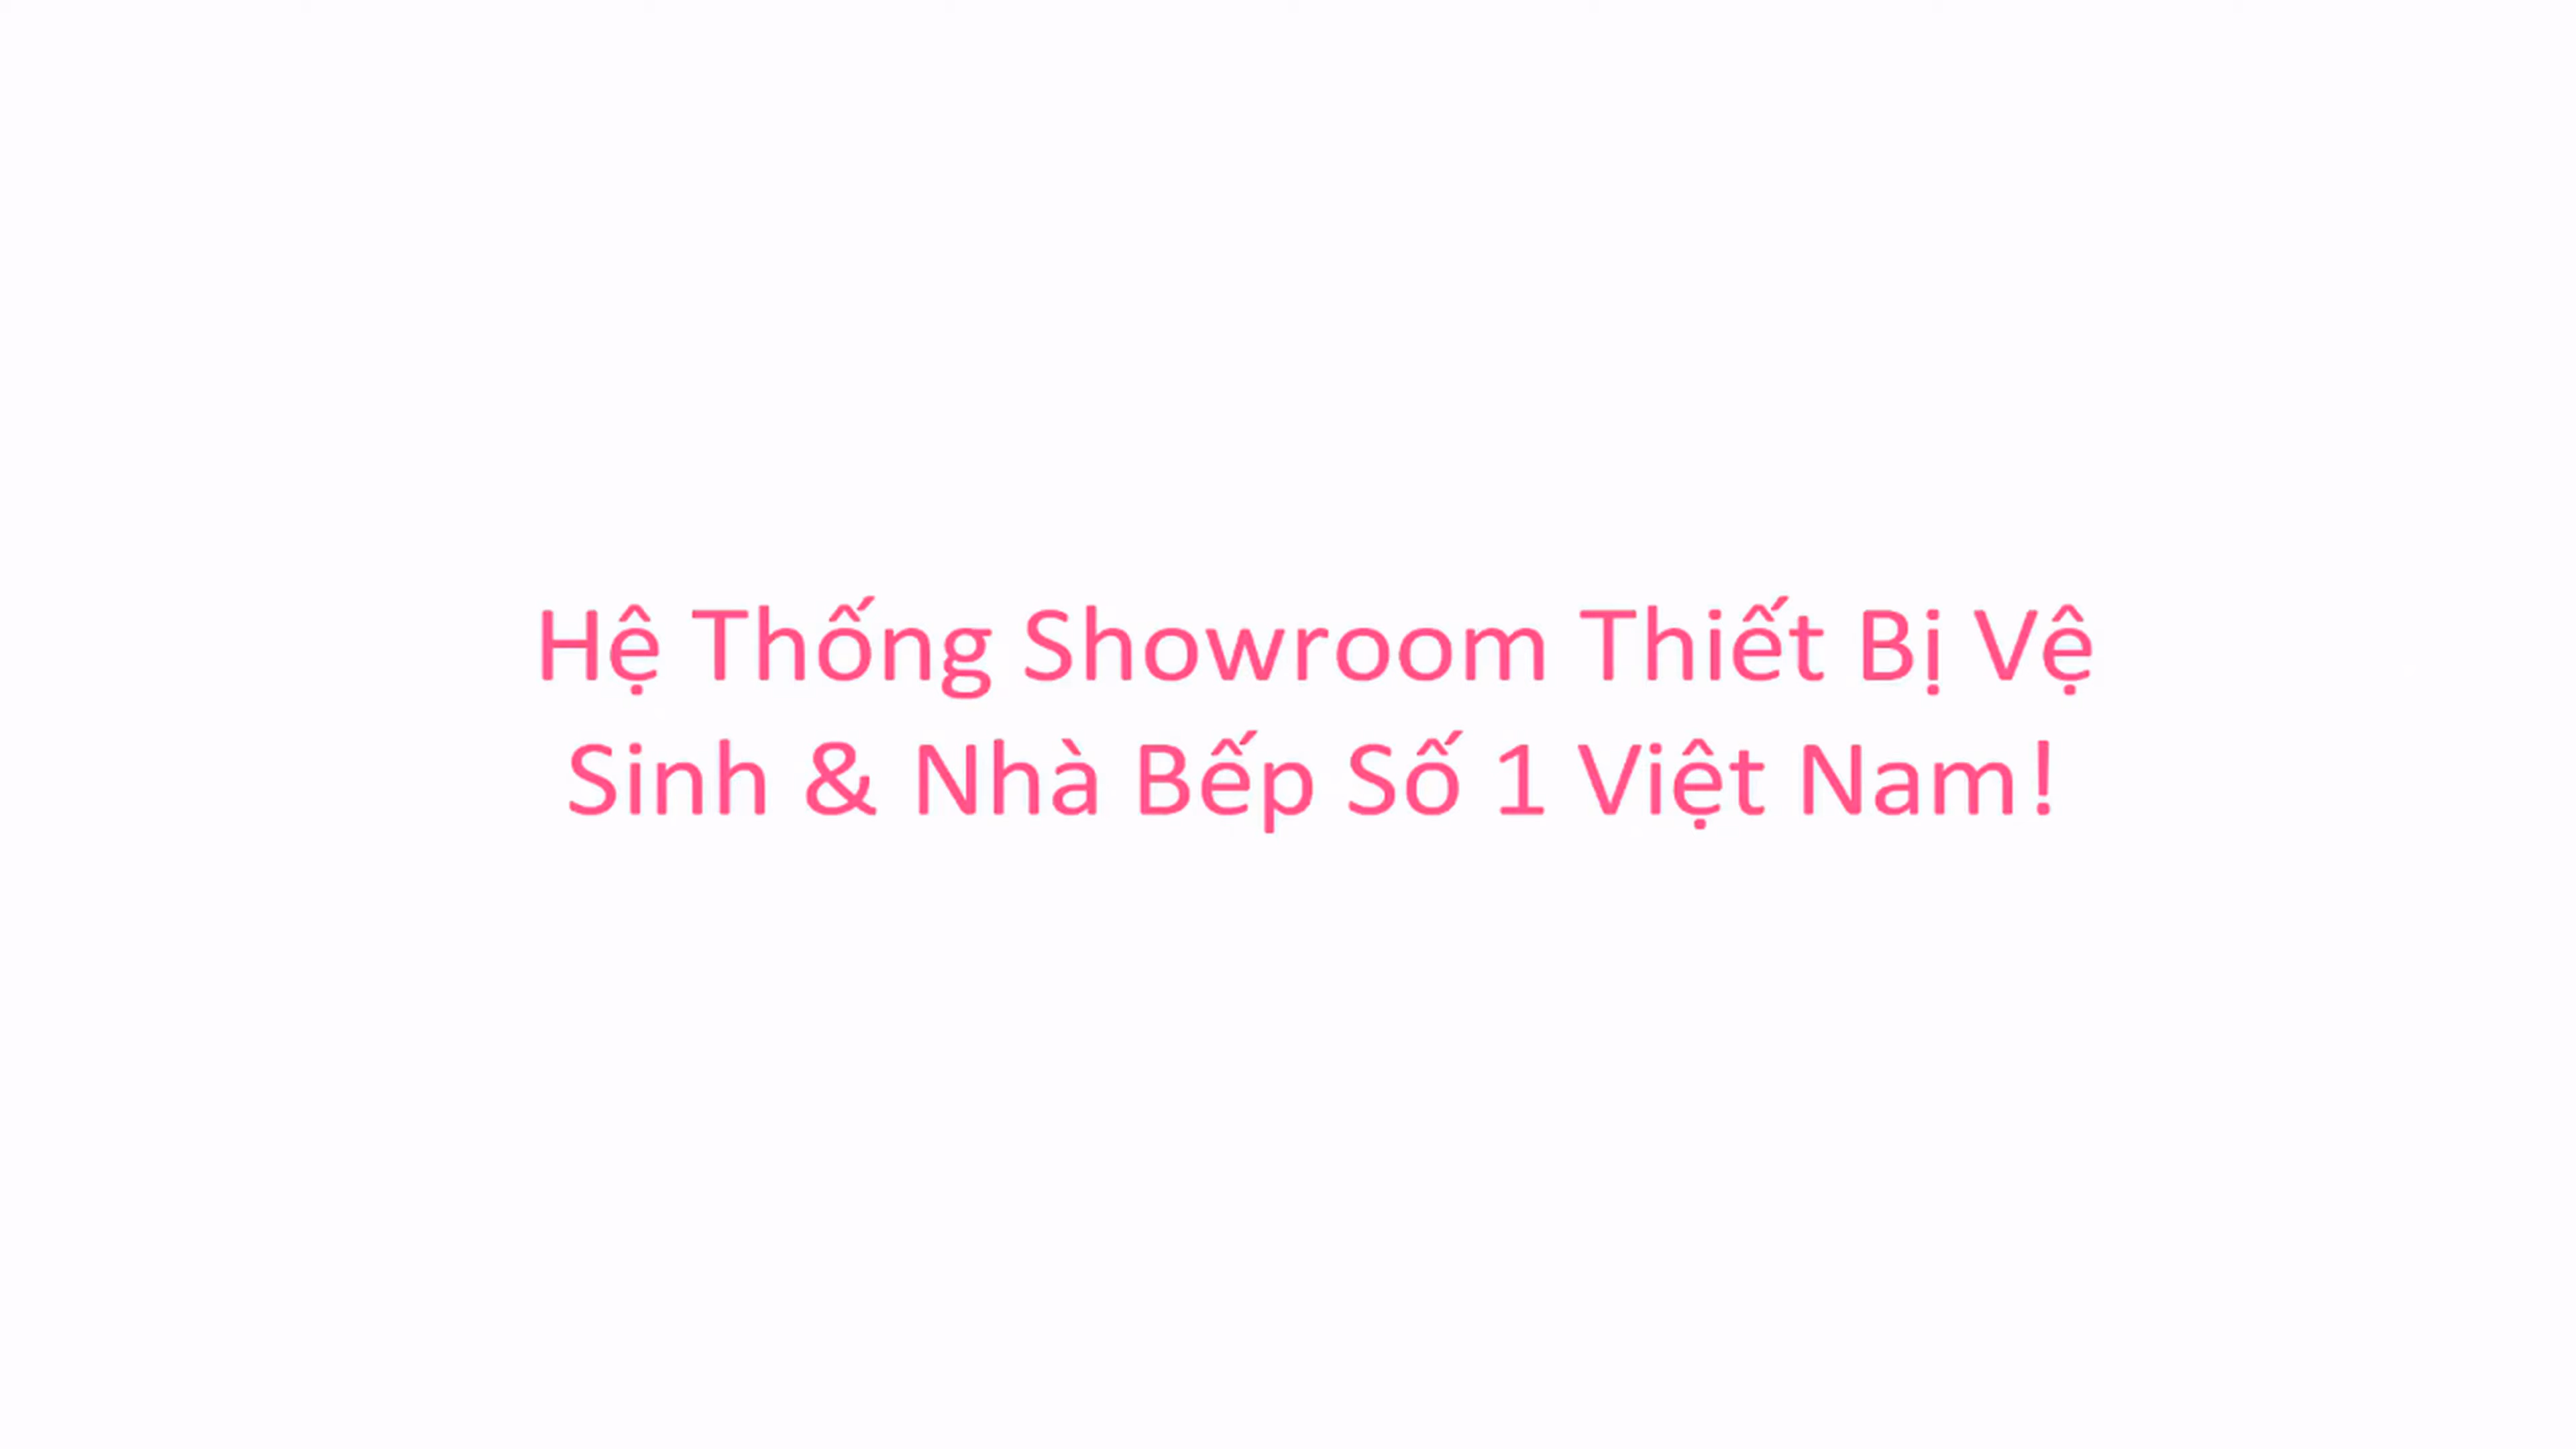 Hệ Thống Showroom Thiết Bị Vệ
Sinh & Nhà Bếp Số 1 Việt Nam!